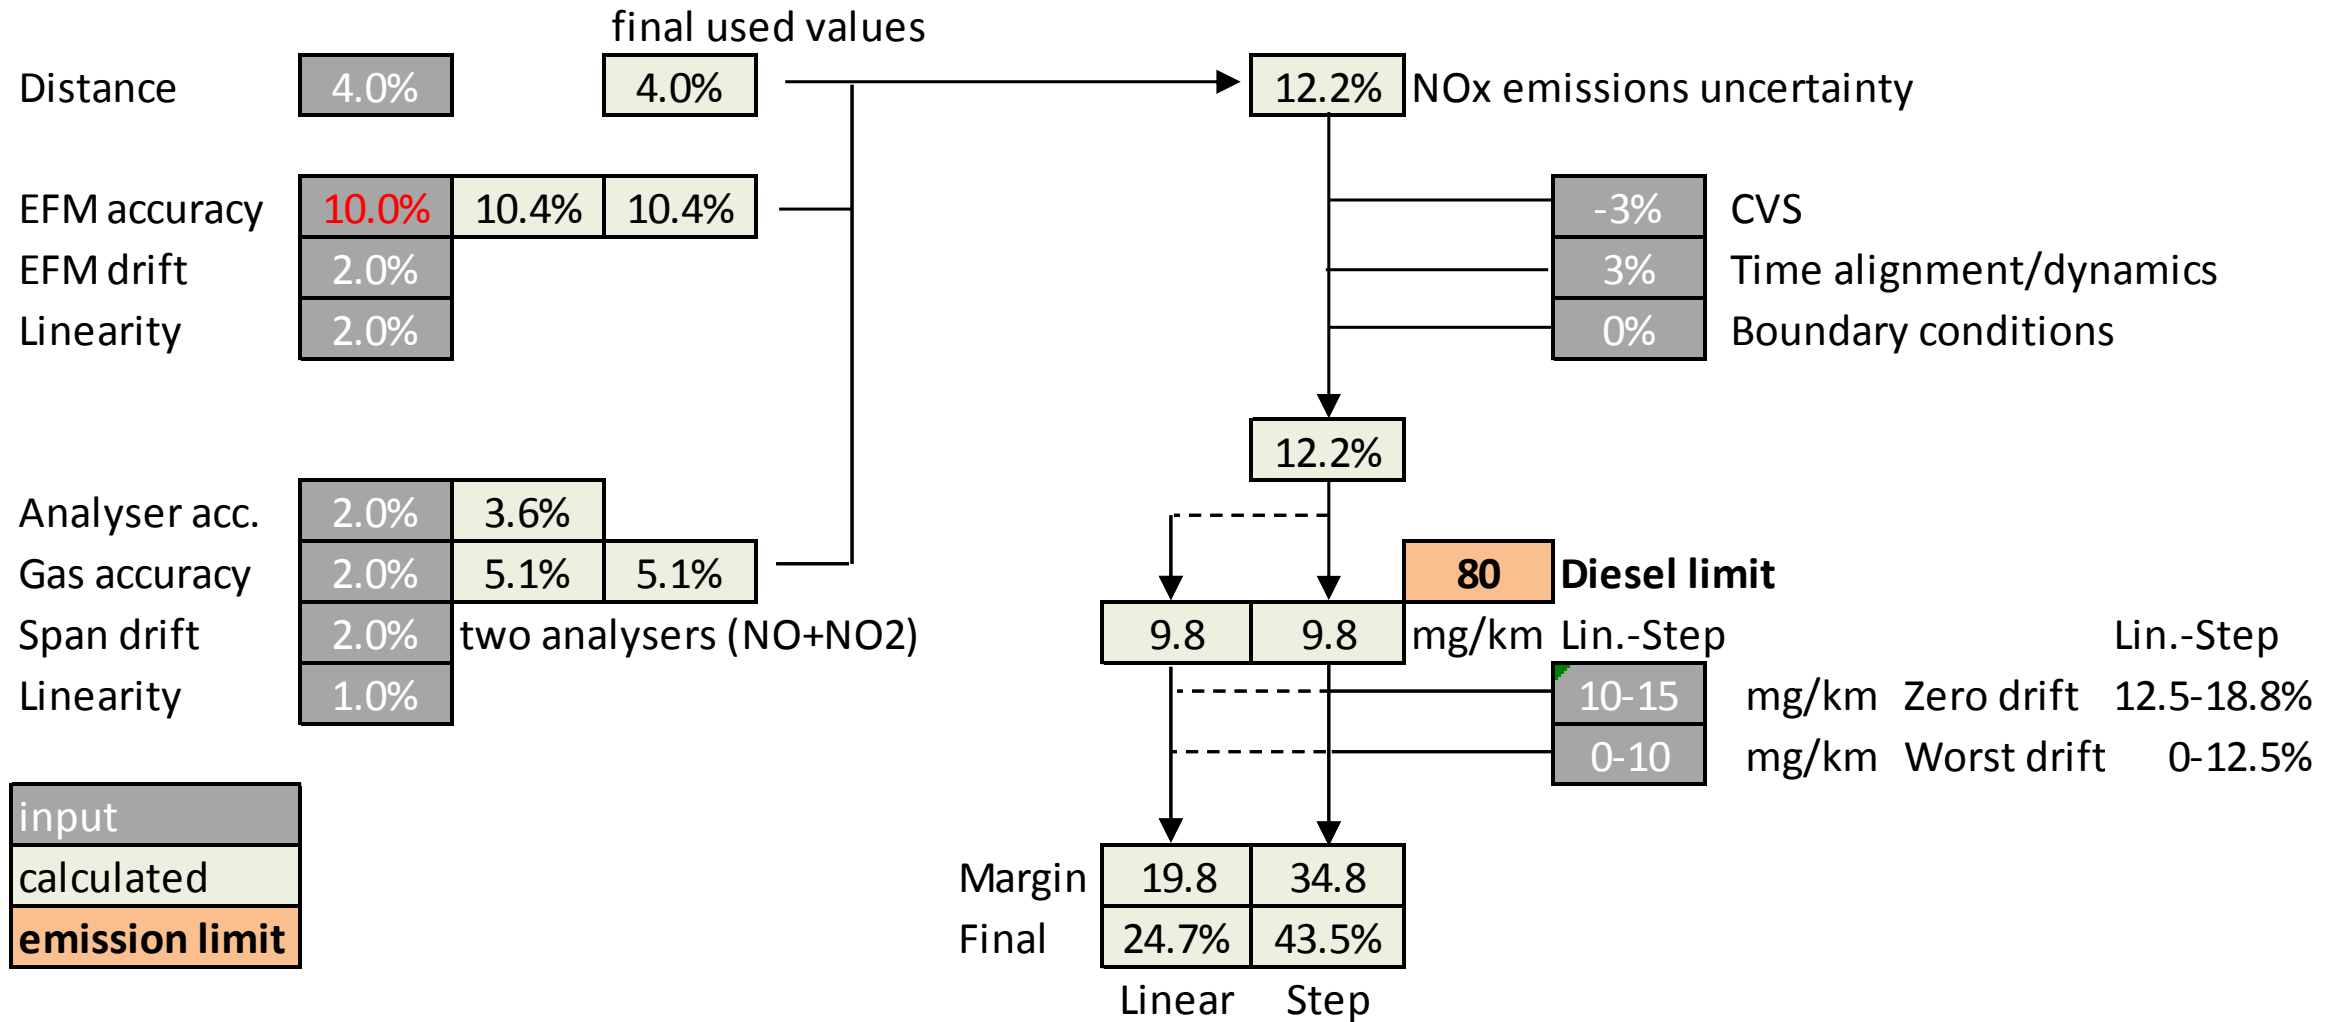 final used values
Distance 4.0% 4.0% 12.2% NOx emissions uncertainty
EFM accuracy 10.0% 10.4% 10.4% -3% CVS
EFM drift 2.0% 3% Time alignment/dynamics
Linearity 2.0% 0% Boundary conditions
12.2%
Analyser acc. 2.0% 3.6%
Gas accuracy 2.0% 5.1% 5.1% 80 Diesel limit
Span drift 2.0% two analysers (NO+NO2) 9.8 9.8 mg/km Lin.-Step Lin.-Step
Linearity 1.0% 10-15 mg/km Zero drift 12.5-18.8%
0-10 mg/km Worst drift 0-12.5%
input
calculated Margin 19.8 34.8
emission limit Final 24.7% 43.5%
Linear Step